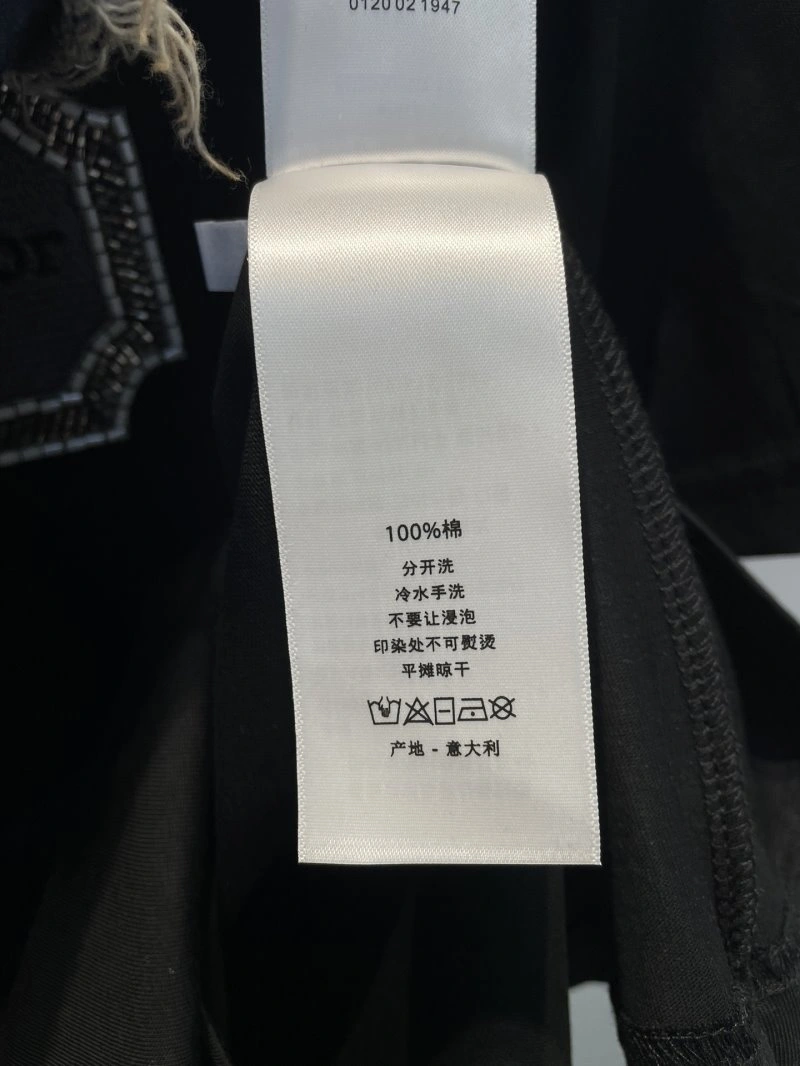 0120 02 1947
100%棉
分开洗
冷水手洗
不要让浸泡
印染处不可熨烫
平摊晾干
产地 - 意大利